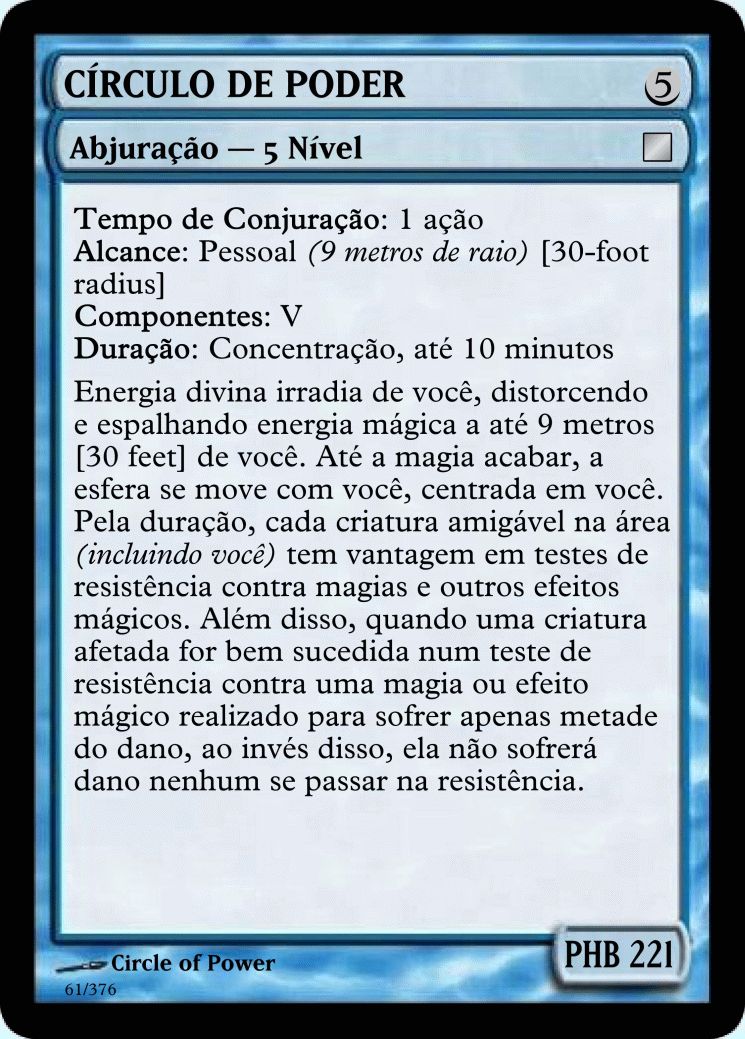 CÍRCULO DE PODER 5
Abjuração — 5 Nível
Tempo de Conjuração: 1 ação
Alcance: Pessoal (9 metros de raio) [30-foot
radius]
Componentes: V
Duração: Concentração, até 10 minutos
Energia divina irradia de você, distorcendo
e espalhando energia mágica a até 9 metros
[30 feet] de você. Até a magia acabar, a
esfera se move com você, centrada em você.
Pela duração, cada criatura amigável na área
(incluindo você) tem vantagem em testes de
resistência contra magias e outros efeitos
mágicos. Além disso, quando uma criatura
afetada for bem sucedida num teste de
resistência contra uma magia ou efeito
mágico realizado para sofrer apenas metade
do dano, ao invés disso, ela não sofrerá
dano nenhum se passar na resistência.
PHB 221
Circle of Power
61/376